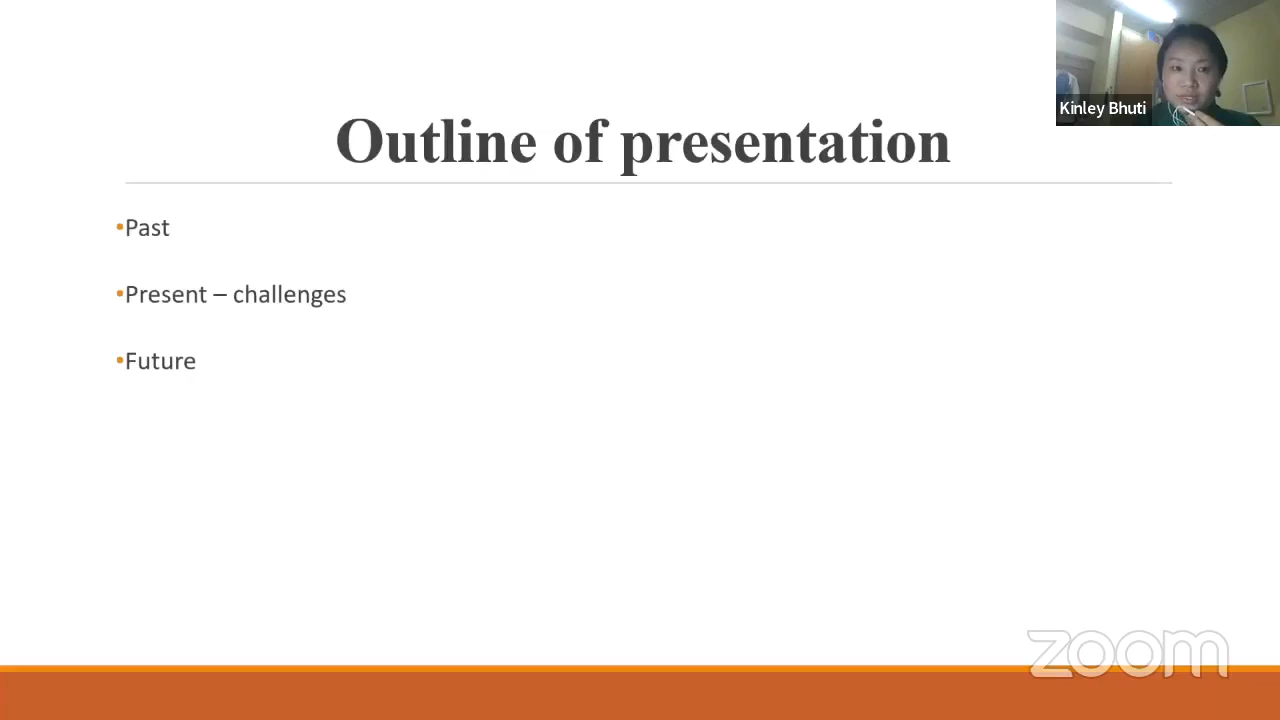 Kinley Bhuti
Outline of presentation
•Past
•Present – challenges
•Future
zoom